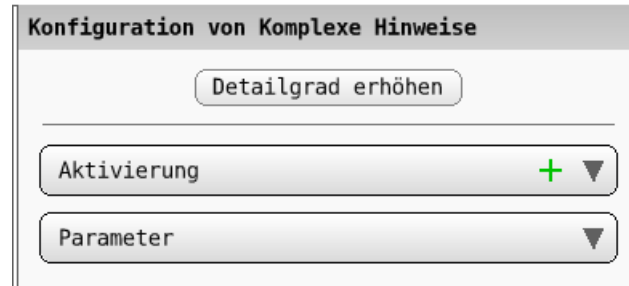 Konfiguration von Komplexe Hinweise
Detailgrad erhöhen
Aktivierung
Parameter